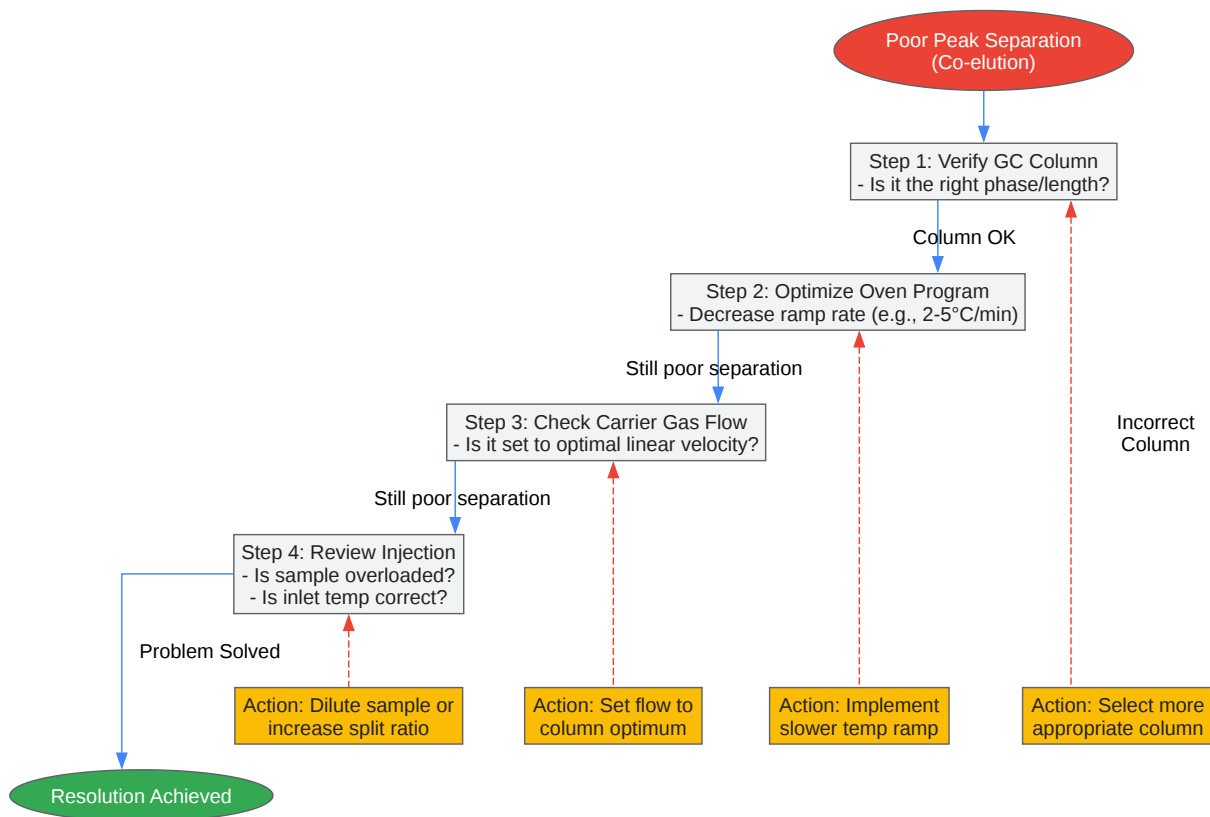 Poor Peak Separation
(Co-elution)
Step 1: Verify GC Column
- Is it the right phase/length?
Column OK
Step 2: Optimize Oven Program
- Decrease ramp rate (e.g., 2-5°C/min)
Still poor separation
Step 3: Check Carrier Gas Flow
- Is it set to optimal linear velocity?
Incorrect
Column
Still poor separation
Step 4: Review Injection
- Is sample overloaded?
- Is inlet temp correct?
Problem Solved
Action: Dilute sample or
increase split ratio
Action: Set flow to
column optimum
Action: Implement
slower temp ramp
Action: Select more
appropriate column
Resolution Achieved